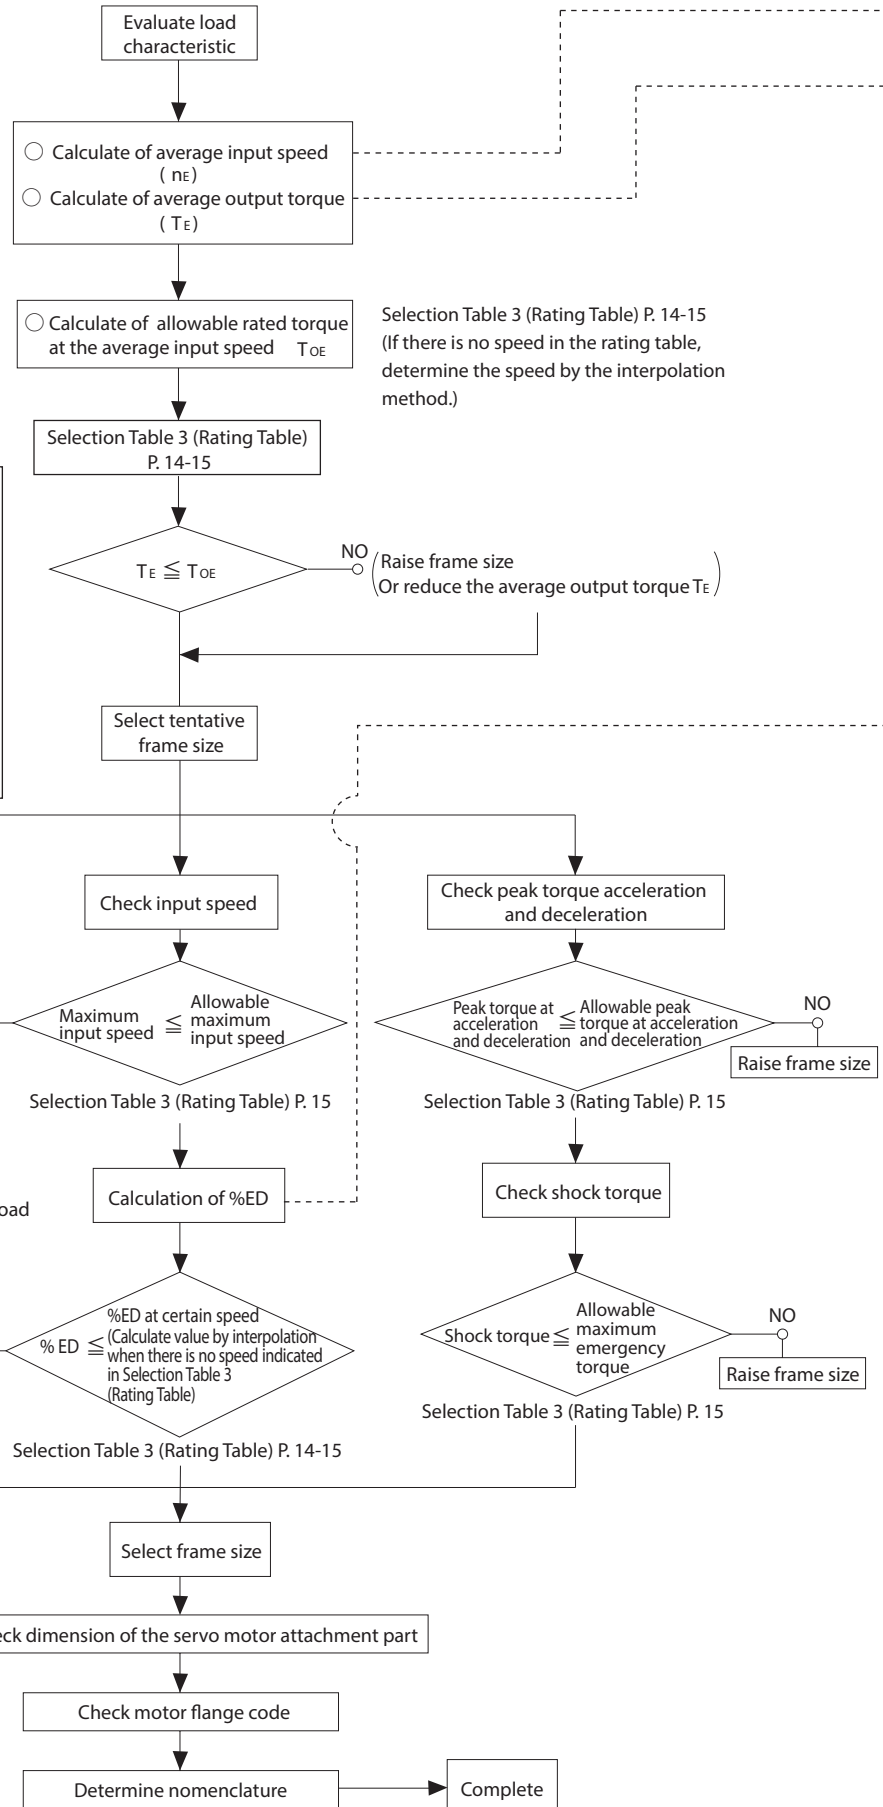 Evaluate load
characteristic
○ Calculate of average input speed
( nE)
○ Calculate of average output torque
( TE)
○ Calculate of allowable rated torque
at the average input speed TOE
Selection Table 3 (Rating Table) P. 14-15
(If there is no speed in the rating table,
determine the speed by the interpolation
method.)
Selection Table 3 (Rating Table)
P. 14-15
TE ≦ TOE
NO
(Raise frame size
Or reduce the average output torque TE)
Select tentative
frame size
Check input speed
Maximum
input speed
≦
Allowable
maximum
input speed
Selection Table 3 (Rating Table) P. 15
Check peak torque acceleration
and deceleration
Peak torque at
acceleration
and deceleration
≦
Allowable peak
torque at acceleration
and deceleration
NO
Raise frame size
Selection Table 3 (Rating Table) P. 15
oad
Calculation of %ED
% ED ≦
%ED at certain speed
(Calculate value by interpolation
when there is no speed indicated
in Selection Table 3
(Rating Table)
Selection Table 3 (Rating Table) P. 14-15
Check shock torque
Shock torque ≦
Allowable
maximum
emergency
torque
NO
Raise frame size
Selection Table 3 (Rating Table) P. 15
Select frame size
eck dimension of the servo motor attachment part
Check motor flange code
Determine nomenclature
Complete